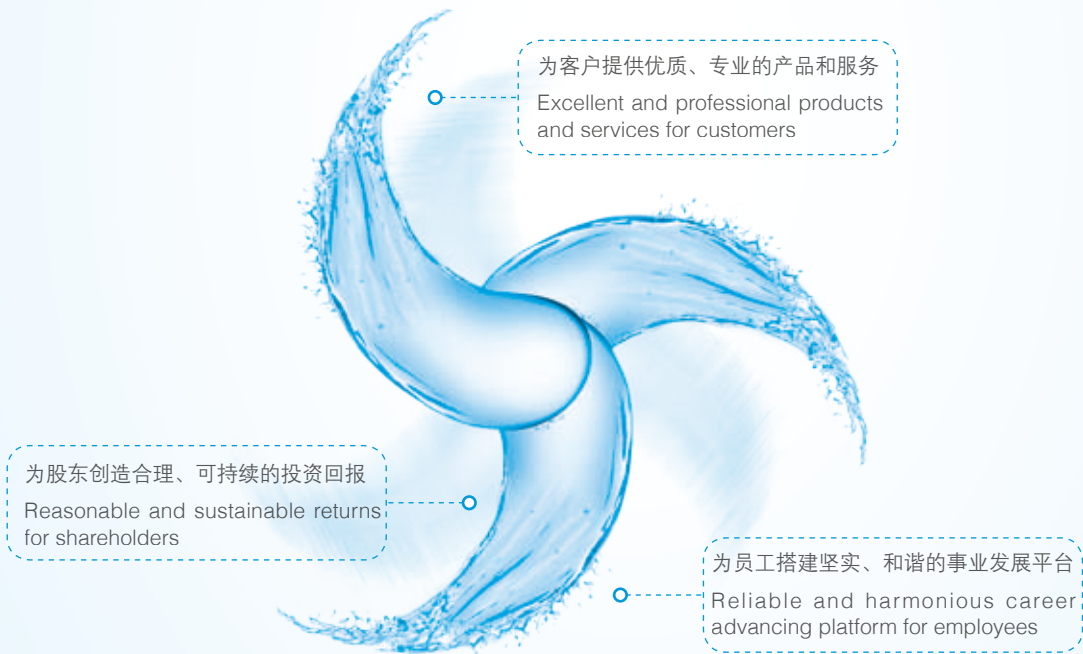 为客户提供优质、专业的产品和服务
Excellent and professional products
and services for customers
为股东创造合理、可持续的投资回报
Reasonable and sustainable returns
for shareholders
为员工搭建坚实、和谐的事业发展平台
Reliable and harmonious career
advancing platform for employees